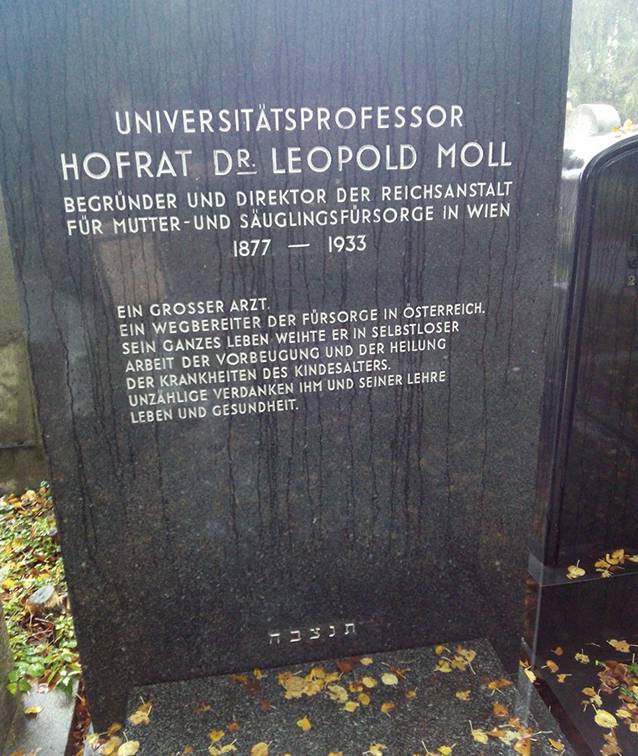 UNIVERSITÄTSPROFESSOR
HOFRAT DR. LEOPOLD MOLL
BEGRÜNDER UND DIREKTOR DER REICHSANSTALT
FÜR MUTTER-UND SÄUGLINGSFÜRSORGE IN WIEN
1877 — 1933
EIN GROSSER ARZT.
EIN WEGBEREITER DER FÜRSORGE IN ÖSTERREICH.
SEIN GANZES LEBEN WEIHTE ER IN SELBSTLOSER
ARBEIT DER VORBEUGUNG UND DER HEILUNG
DER KRANKHEITEN DES KINDESALTERS.
UNZÄHLIGE VERDANKEN IHM UND SEINER LEHRE
LEBEN UND GESUNDHEIT.
תנצבה